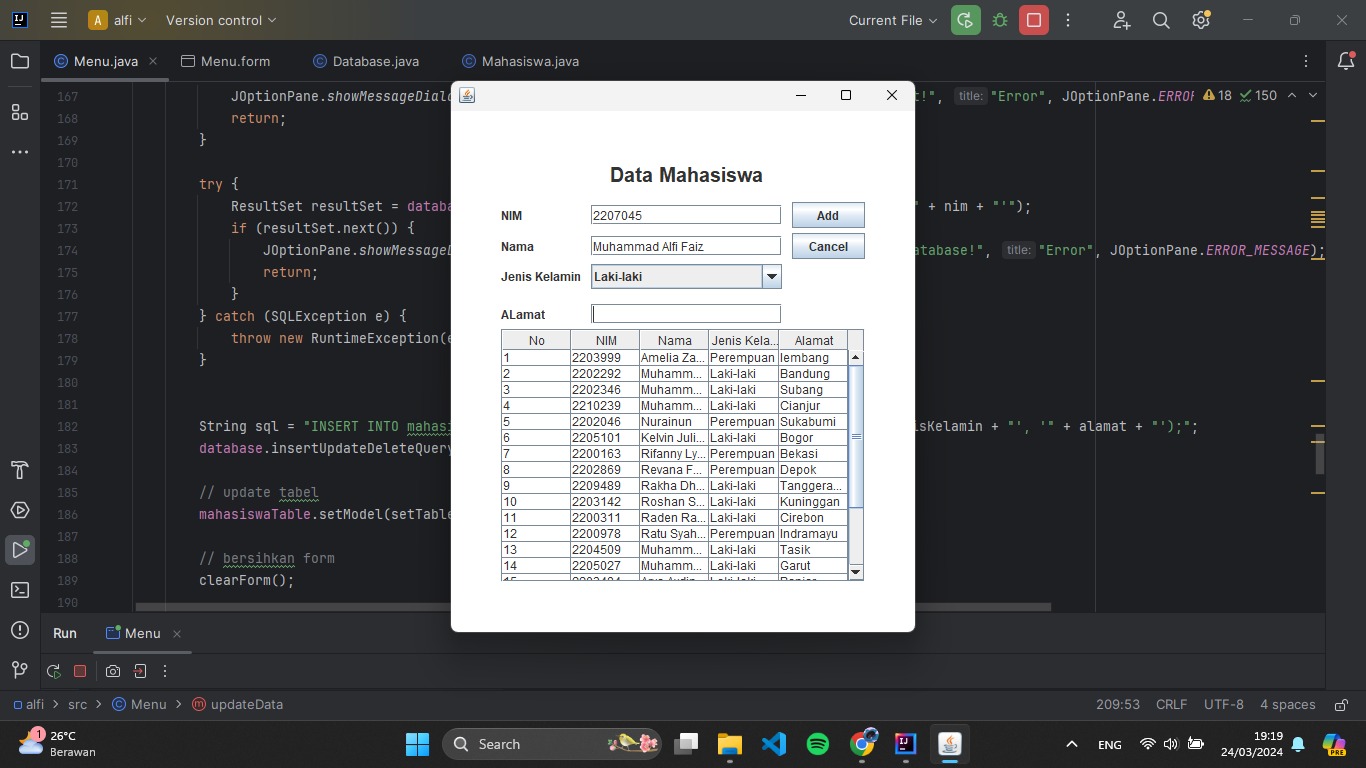 A alfi Version control Current File
Menu.java Menu.form Database.java Mahasiswa.java
167 JOptionPane.showMessageDialo t!", title: "Error", JOptionPane.ERROR 18 150
168 return;
169 }
170
171 try {
172 ResultSet resultSet = databa " + nim + "'");
173 if (resultSet.next()) {
174 JOptionPane.showMessageD atabase!", title: "Error", JOptionPane.ERROR_MESSAGE);
175 return;
176 }
177 } catch (SQLException e) {
178 throw new RuntimeException(e
179 }
180
181
182 String sql = "INSERT INTO mahasi isKelamin + "', '" + alamat + "');";
183 database.insertUpdateDeleteQuery
184
185 // update tabel
186 mahasiswaTable.setModel(setTable
187
188 // bersihkan form
189 clearForm();
190
Data Mahasiswa
NIM 2207045 Add
Nama Muhammad Alfi Faiz Cancel
Jenis Kelamin Laki-laki
ALamat
No NIM Nama Jenis Kela... Alamat
1 2203999 Amelia Za... Perempuan lembang
2 2202292 Muhamm... Laki-laki Bandung
3 2202346 Muhamm... Laki-laki Subang
4 2210239 Muhamm... Laki-laki Cianjur
5 2202046 Nurainun Perempuan Sukabumi
6 2205101 Kelvin Juli... Laki-laki Bogor
7 2200163 Rifanny Ly... Perempuan Bekasi
8 2202869 Revana F... Perempuan Depok
9 2209489 Rakha Dh... Laki-laki Tanggera...
10 2203142 Roshan S... Laki-laki Kuninggan
11 2200311 Raden Ra... Laki-laki Cirebon
12 2200978 Ratu Syah... Perempuan Indramayu
13 2204509 Muhamm... Laki-laki Tasik
14 2205027 Muhamm... Laki-laki Garut
Run Menu
alfi > src > Menu > updateData 209:53 CRLF UTF-8 4 spaces
1 26°C
Berawan
Search
ENG
19:19
24/03/2024
PRE